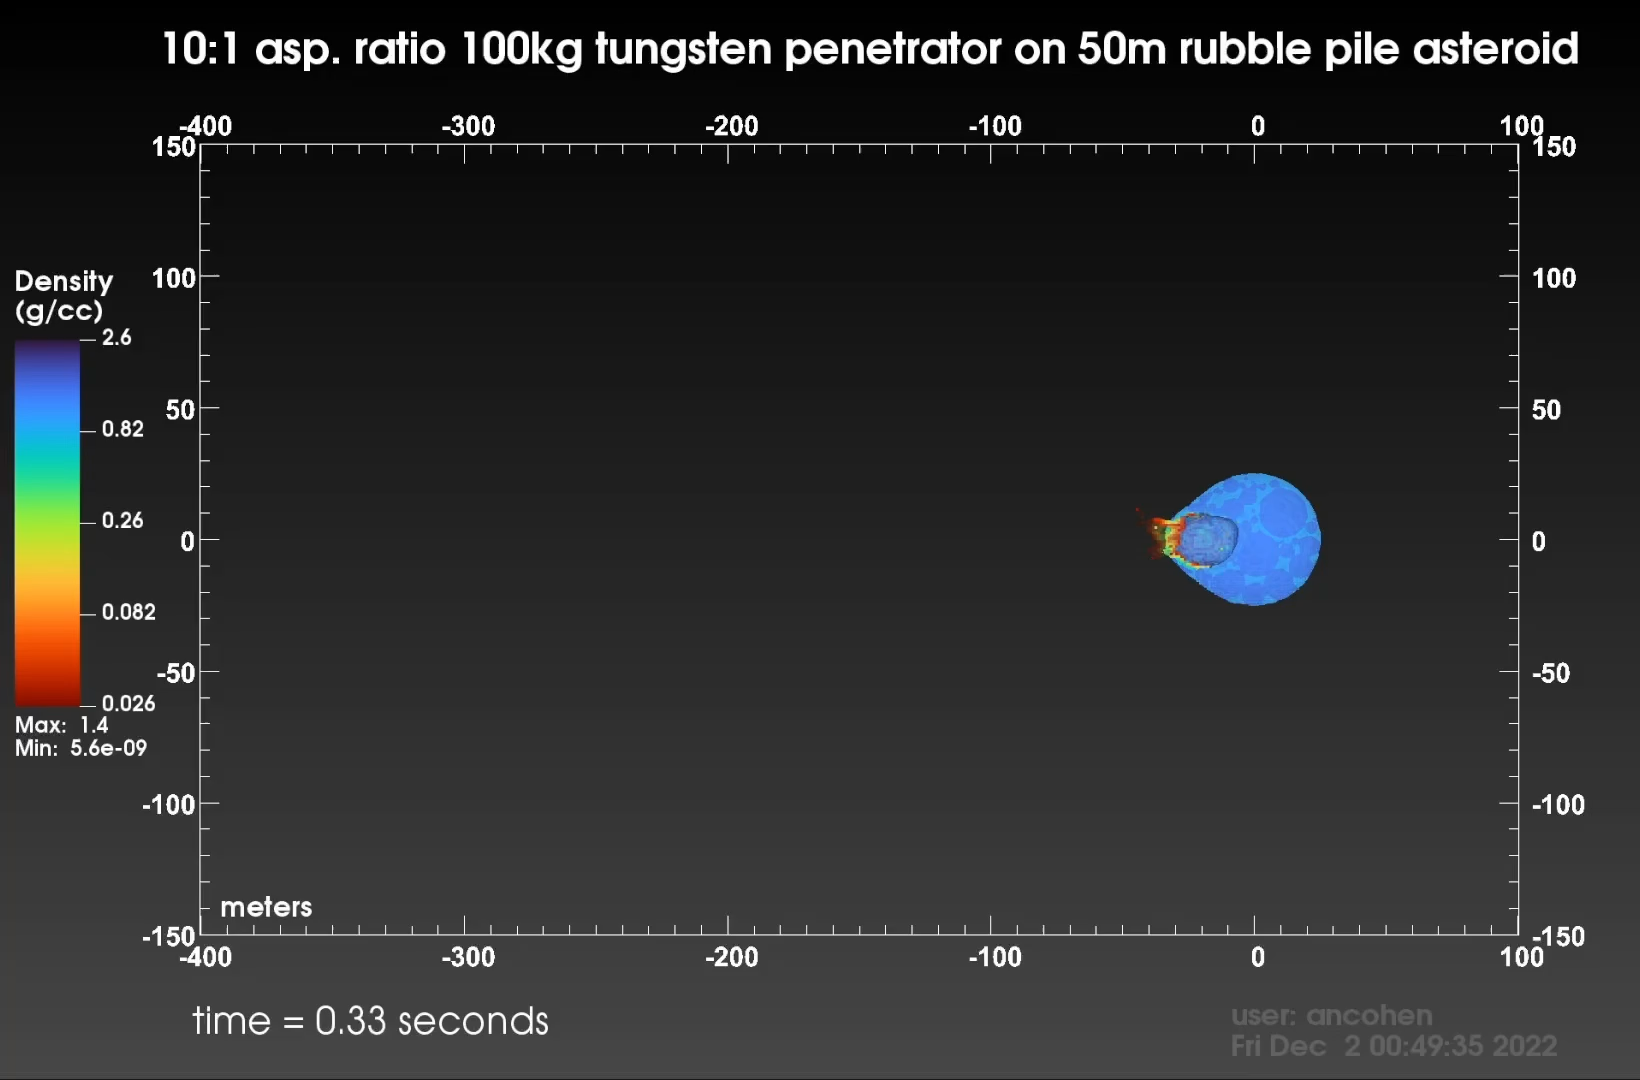 10:1 asp. ratio 100kg tungsten penetrator on 50m rubble pile asteroid
-400 -300 -200 -100 0 100
150 150
100 100
50 50
0 0
-50 -50
-100 -100
-150 -150
Density
(g/cc)
2.6
0.82
0.26
0.082
0.026
Max: 1.4
Min: 5.6e-09
meters
-400 -300 -200 -100 0 100
time = 0.33 seconds
user: ancohen
Fri Dec 2 00:49:35 2022